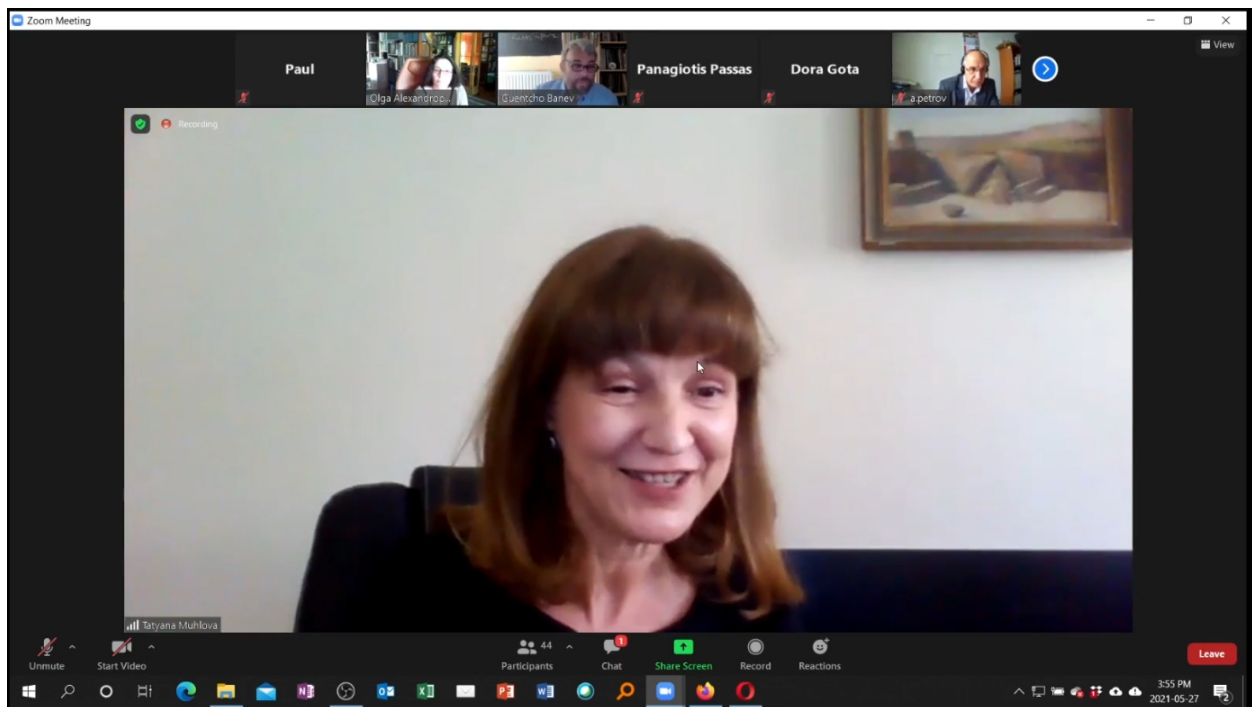 Zoom Meeting
View
Paul
Olga Alexandrop...
Guentcho Banev
Panagiotis Passas
Dora Gota
a.petrov
Recording
Tatyana Muhlova
Unmute
Start Video
44
Participants
1
Chat
Share Screen
Record
Reactions
Leave
3:55 PM
2021-05-27
2